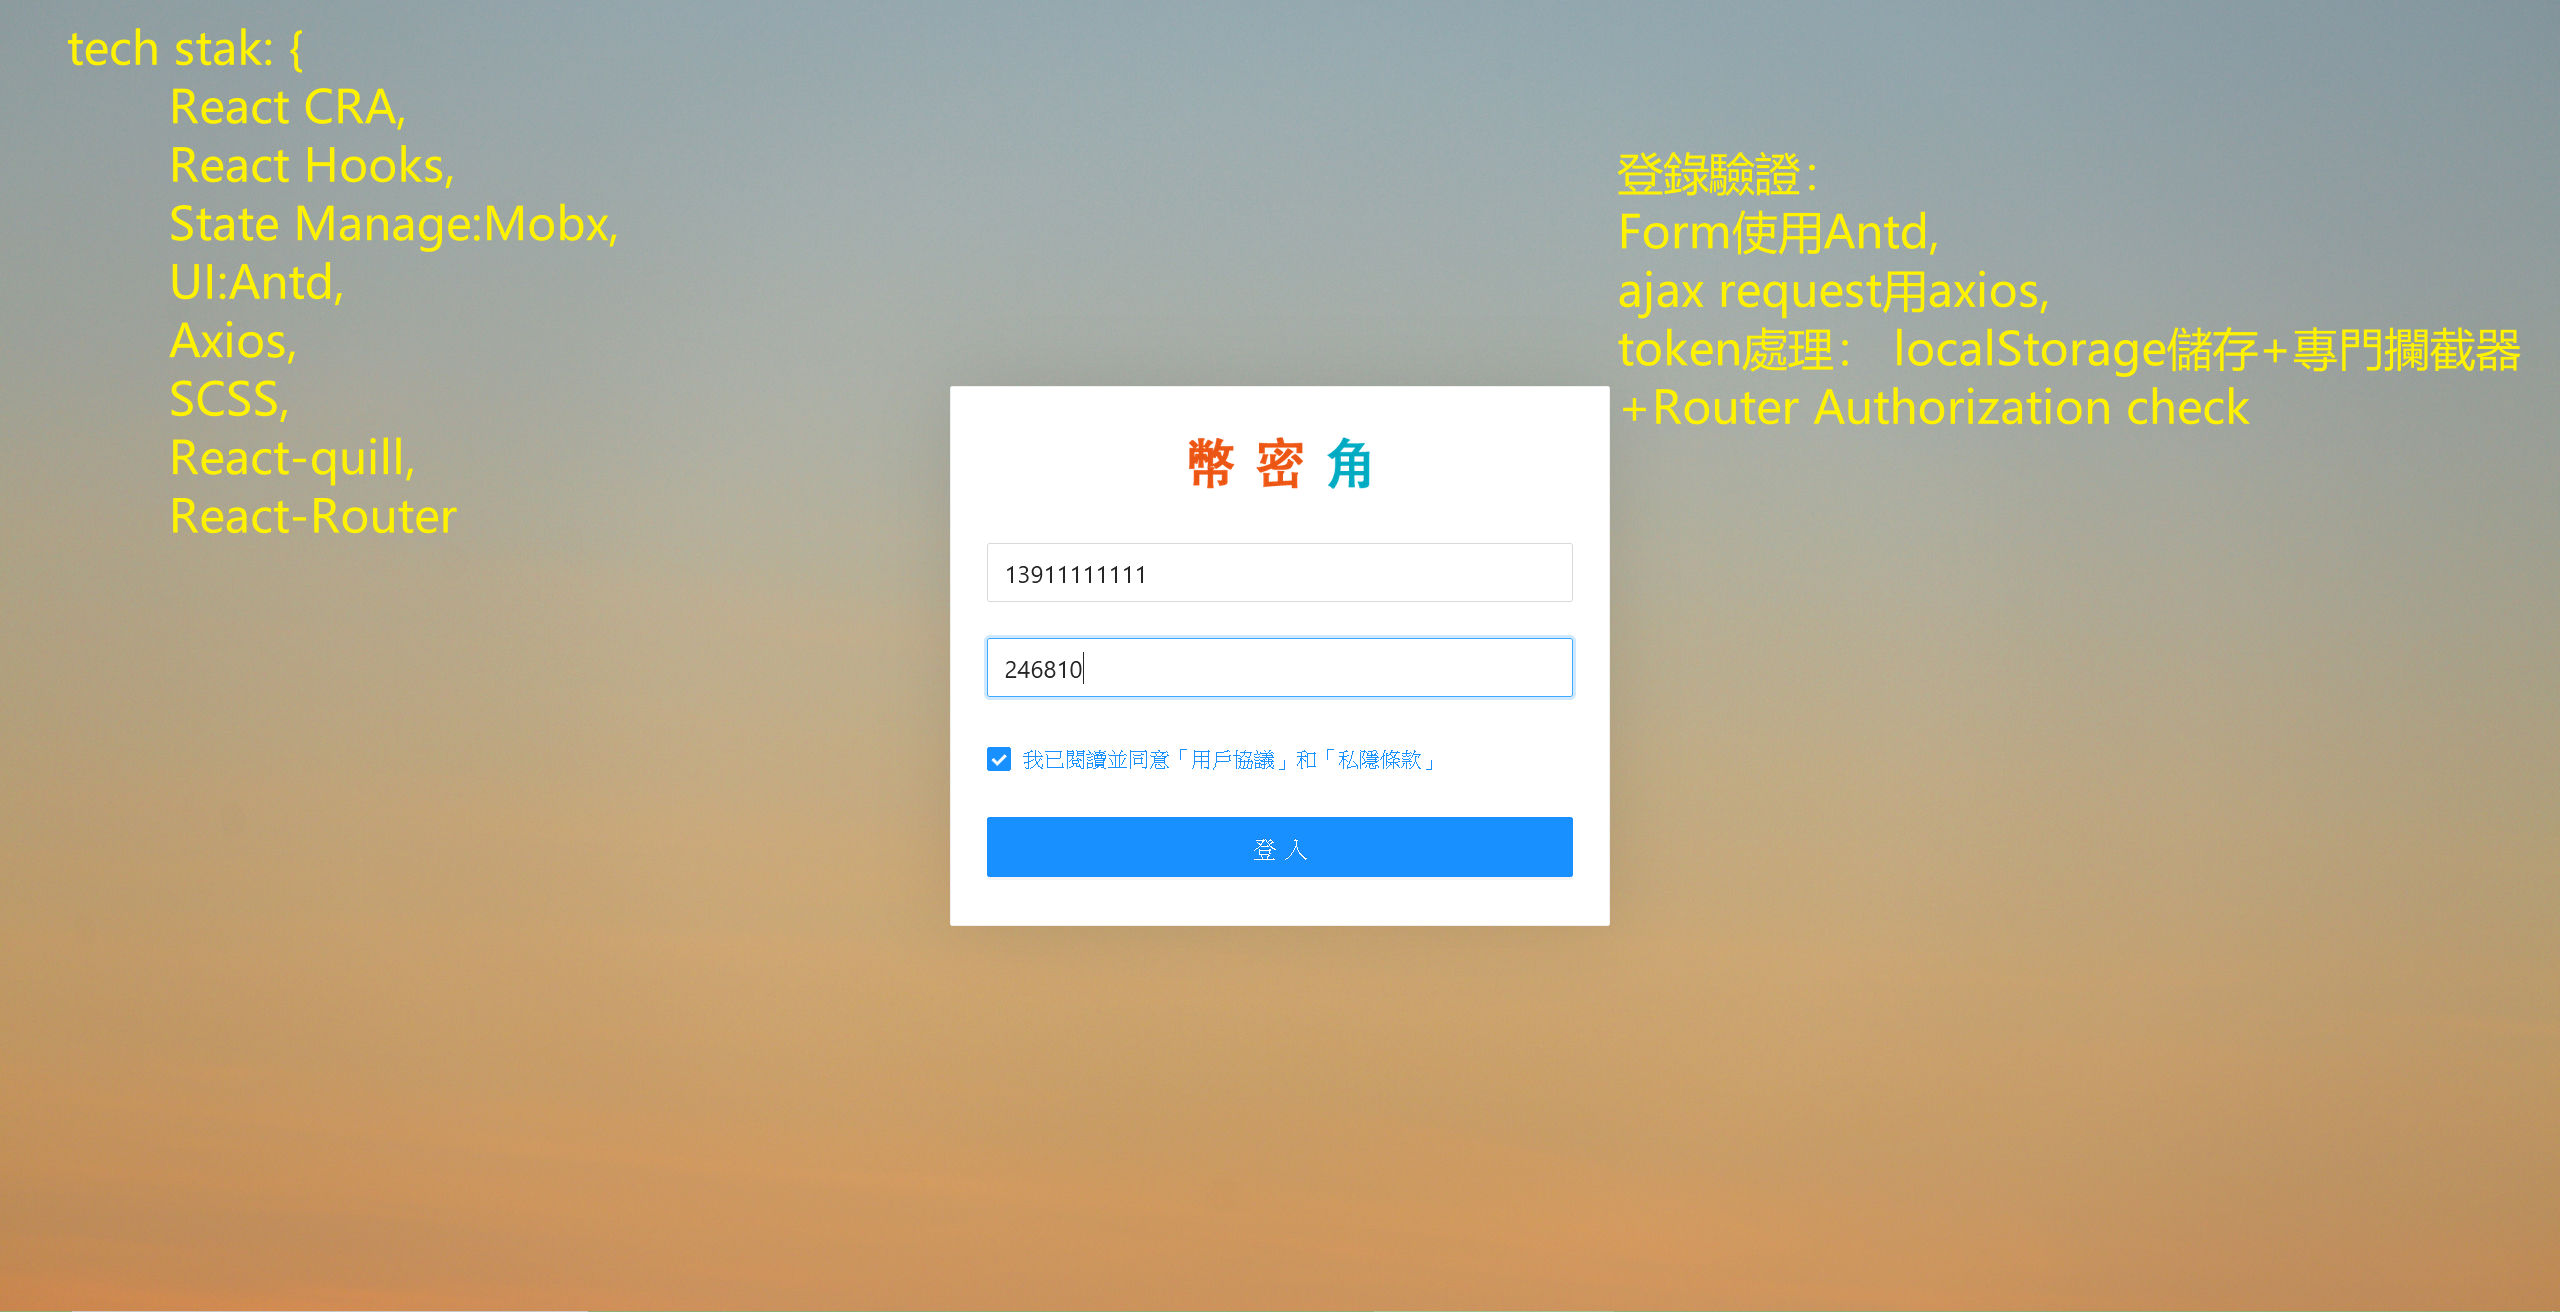 tech stak: {
React CRA,
React Hooks,
State Manage:Mobx,
UI:Antd,
Axios,
SCSS,
React-quill,
React-Router
登錄驗證：
Form使用Antd,
ajax request用axios,
token處理： localStorage儲存+專門攔截器
+Router Authorization check
幣密角
13911111111
246810
我已閱讀並同意「用戶協議」和「私隱條款」
登入